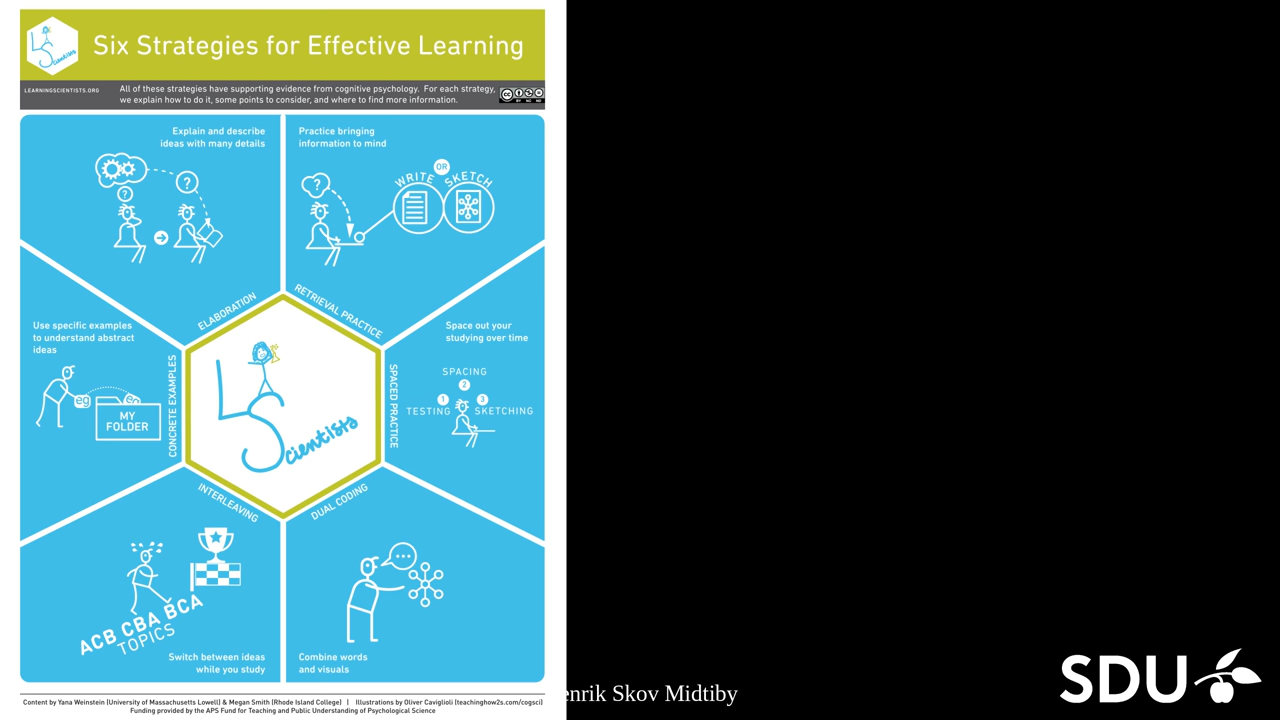 Six Strategies for Effective Learning
LEARNINGSCIENTISTS.ORG
All of these strategies have supporting evidence from cognitive psychology. For each strategy,
we explain how to do it, some points to consider, and where to find more information.
Explain and describe
ideas with many details
?
?
ELABORATION
Practice bringing
information to mind
?
OR
WRITE SKETCH
RETRIEVAL PRACTICE
Use specific examples
to understand abstract
ideas
eg
eg
MY
FOLDER
CONCRETE EXAMPLES
LS
cientists
Space out your
studying over time
SPACING
2
1 3
TESTING SKETCHING
SPACED PRACTICE
INTERLEAVING
ACB CBA BCA
TOPICS
Switch between ideas
while you study
DUAL CODING
Combine words
and visuals
Content by Yana Weinstein (University of Massachusetts Lowell) & Megan Smith (Rhode Island College) | Illustrations by Oliver Caviglioli (teachinghow2s.com/cogsci)
Funding provided by the APS Fund for Teaching and Public Understanding of Psychological Science
enrik Skov Midtiby
SDU